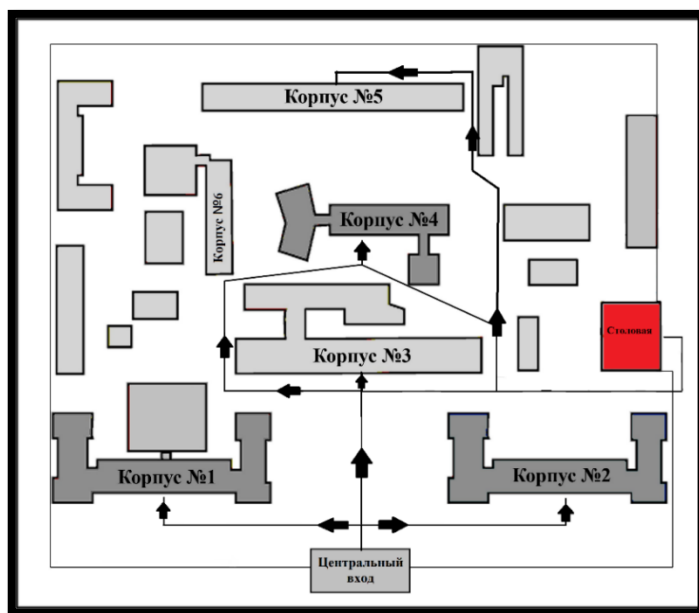 Корпус №5
Корпус №6
Корпус №4
Столовая
Корпус №3
Корпус №1
Корпус №2
Центральный
вход